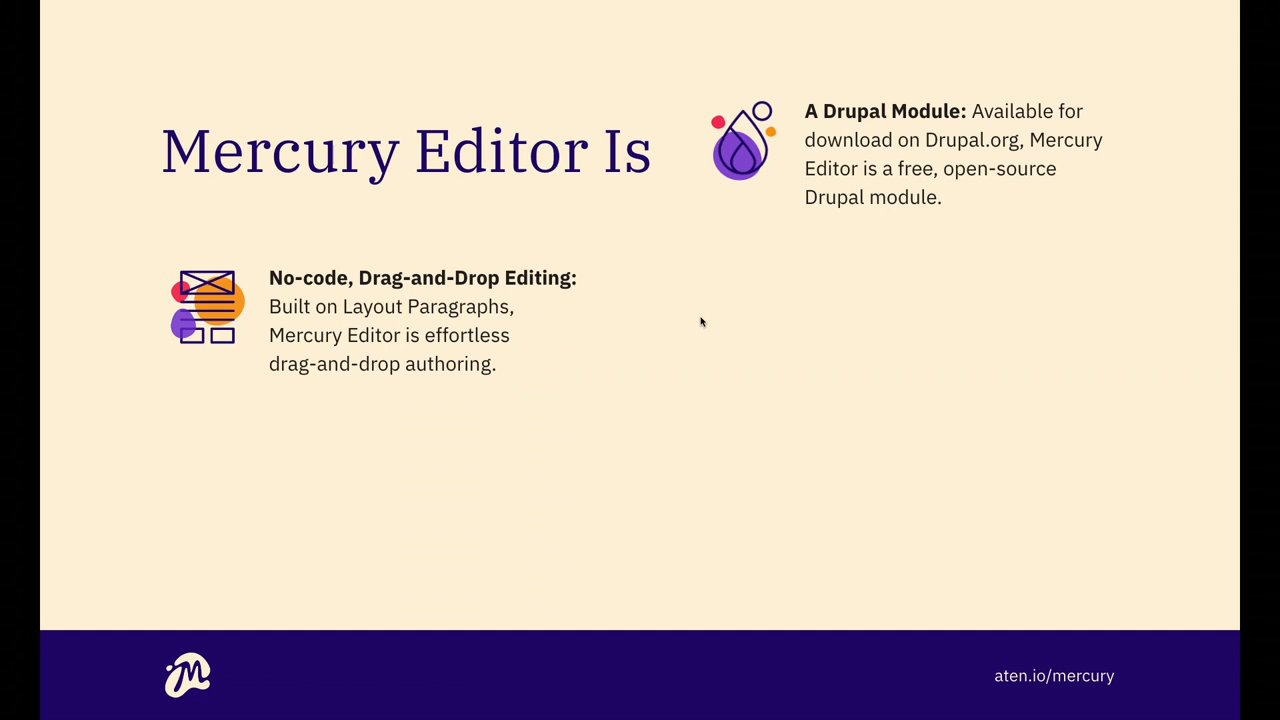 Mercury Editor Is
A Drupal Module: Available for
download on Drupal.org, Mercury
Editor is a free, open-source
Drupal module.
No-code, Drag-and-Drop Editing:
Built on Layout Paragraphs,
Mercury Editor is effortless
drag-and-drop authoring.
M
aten.io/mercury